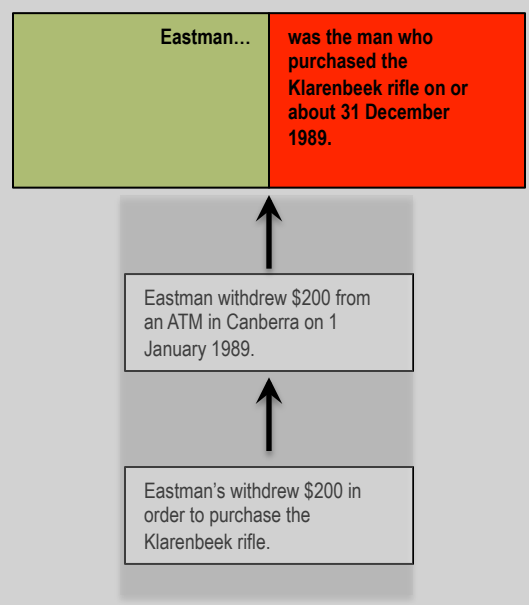 Eastman…
was the man who
purchased the
Klarenbeek rifle on or
about 31 December
1989.
Eastman withdrew $200 from
an ATM in Canberra on 1
January 1989.
Eastman’s withdrew $200 in
order to purchase the
Klarenbeek rifle.